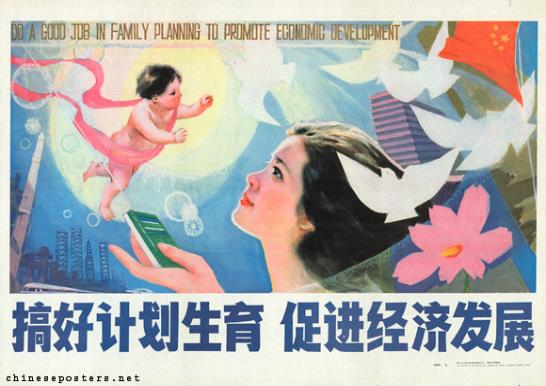 DO A GOOD JOB IN FAMILY PLANNING TO PROMOTE ECONOMIC DEVELOPMENT
搞好计划生育 促进经济发展
chineseposters.net